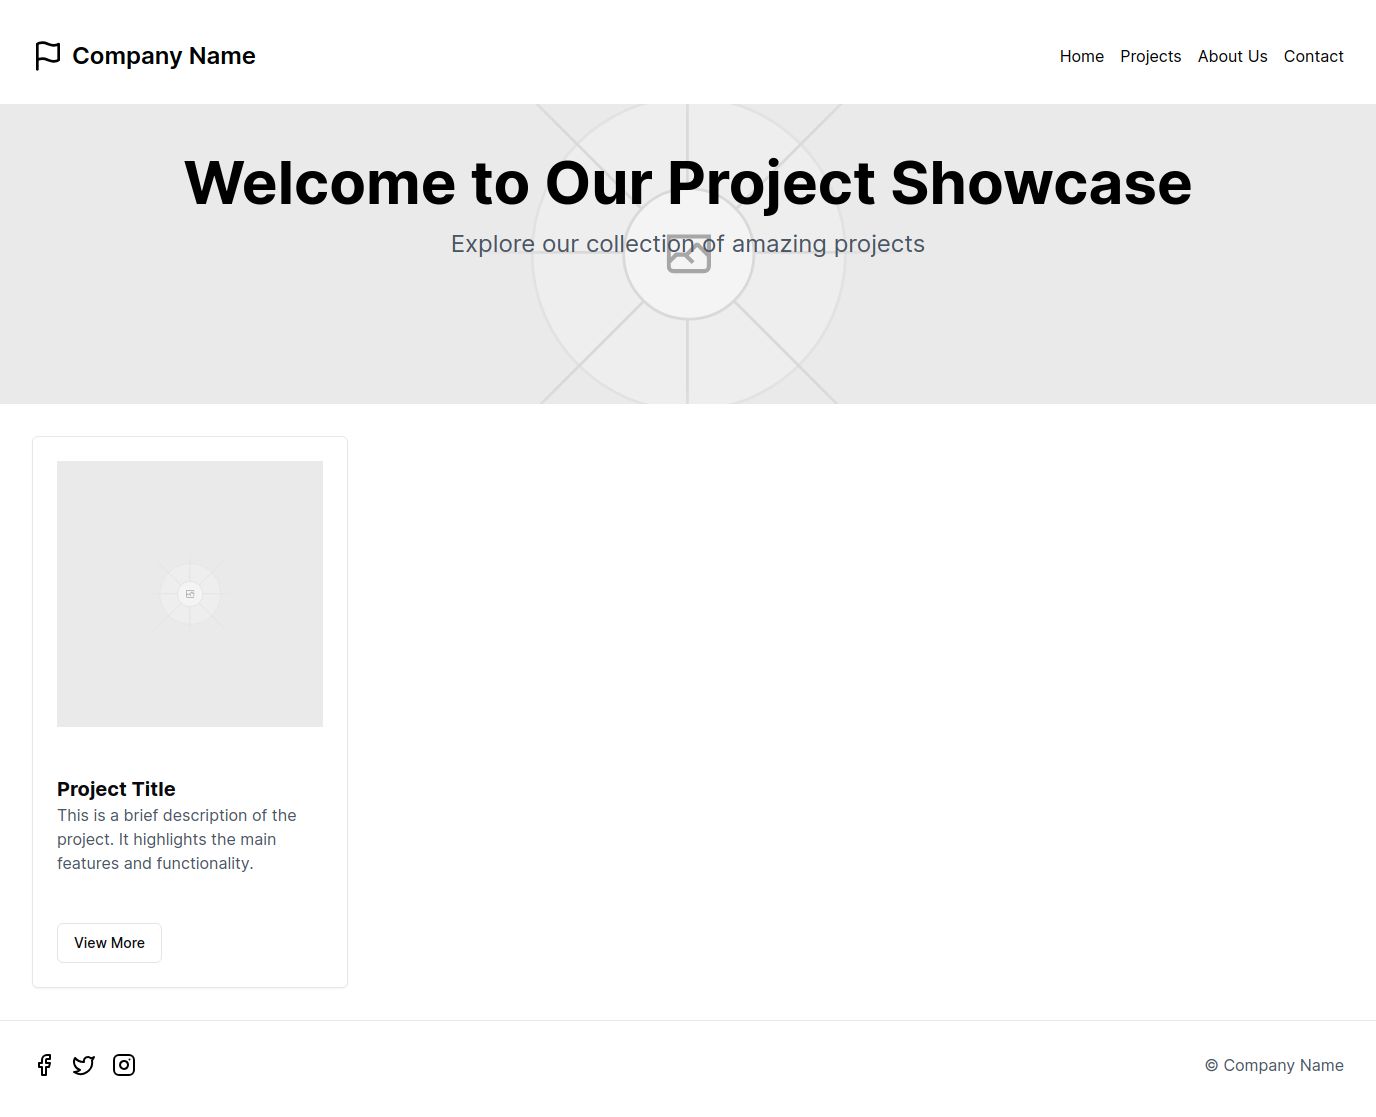 Company Name
Home Projects About Us Contact
Welcome to Our Project Showcase
Explore our collection of amazing projects
Project Title
This is a brief description of the
project. It highlights the main
features and functionality.
View More
© Company Name